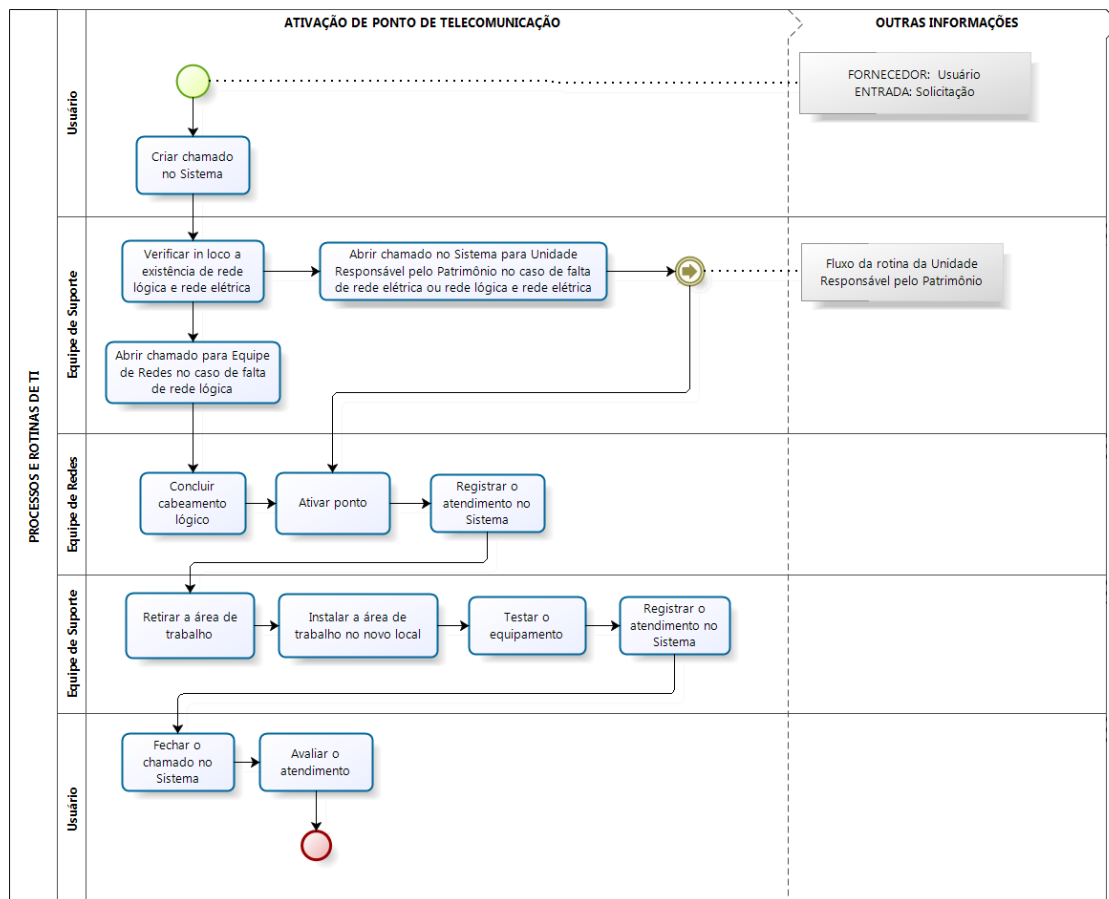 ATIVAÇÃO DE PONTO DE TELECOMUNICAÇÃO
OUTRAS INFORMAÇÕES
PROCESSOS E ROTINAS DE TI
Usuário
FORNECEDOR: Usuário
ENTRADA: Solicitação
Criar chamado
no Sistema
Equipe de Suporte
Verificar in loco a
existência de rede
lógica e rede elétrica
Abrir chamado no Sistema para Unidade
Responsável pelo Patrimônio no caso de falta
de rede elétrica ou rede lógica e rede elétrica
Fluxo da rotina da Unidade
Responsável pelo Patrimônio
Abrir chamado para Equipe
de Redes no caso de falta
de rede lógica
Equipe de Redes
Concluir
cabeamento
lógico
Ativar ponto
Registrar o
atendimento no
Sistema
Equipe de Suporte
Retirar a área de
trabalho
Instalar a área de
trabalho no novo local
Testar o
equipamento
Registrar o
atendimento no
Sistema
Usuário
Fechar o
chamado no
Sistema
Avaliar o
atendimento